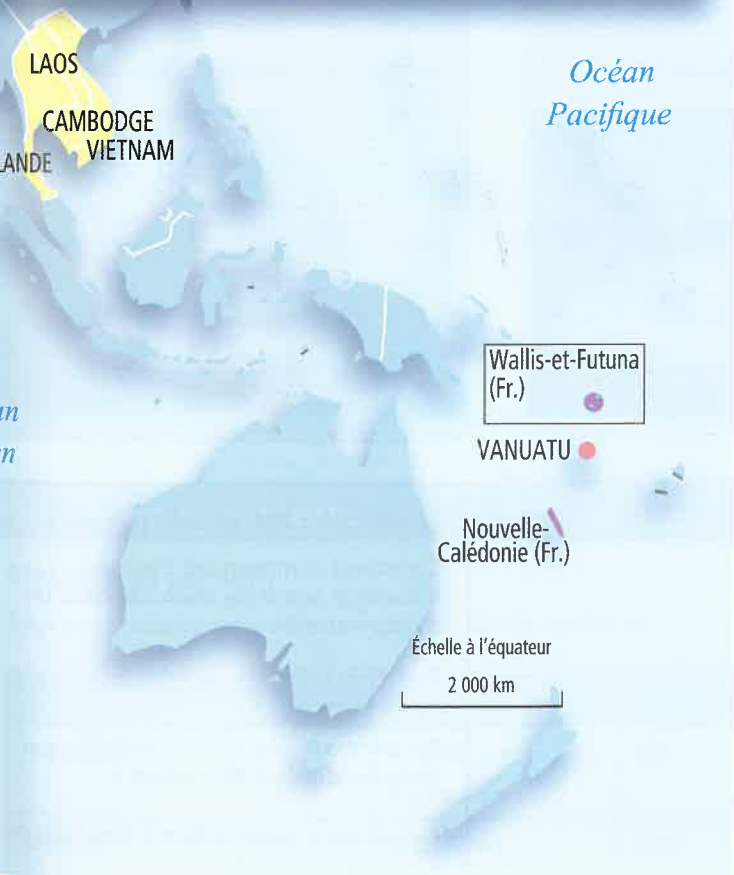 Océan
Pacifique
LAOS
CAMBODGE
VIETNAM
LANDE
Wallis-et-Futuna
(Fr.)
VANUATU
an
n
Nouvelle-
Calédonie (Fr.)
Échelle à l'équateur
2 000 km